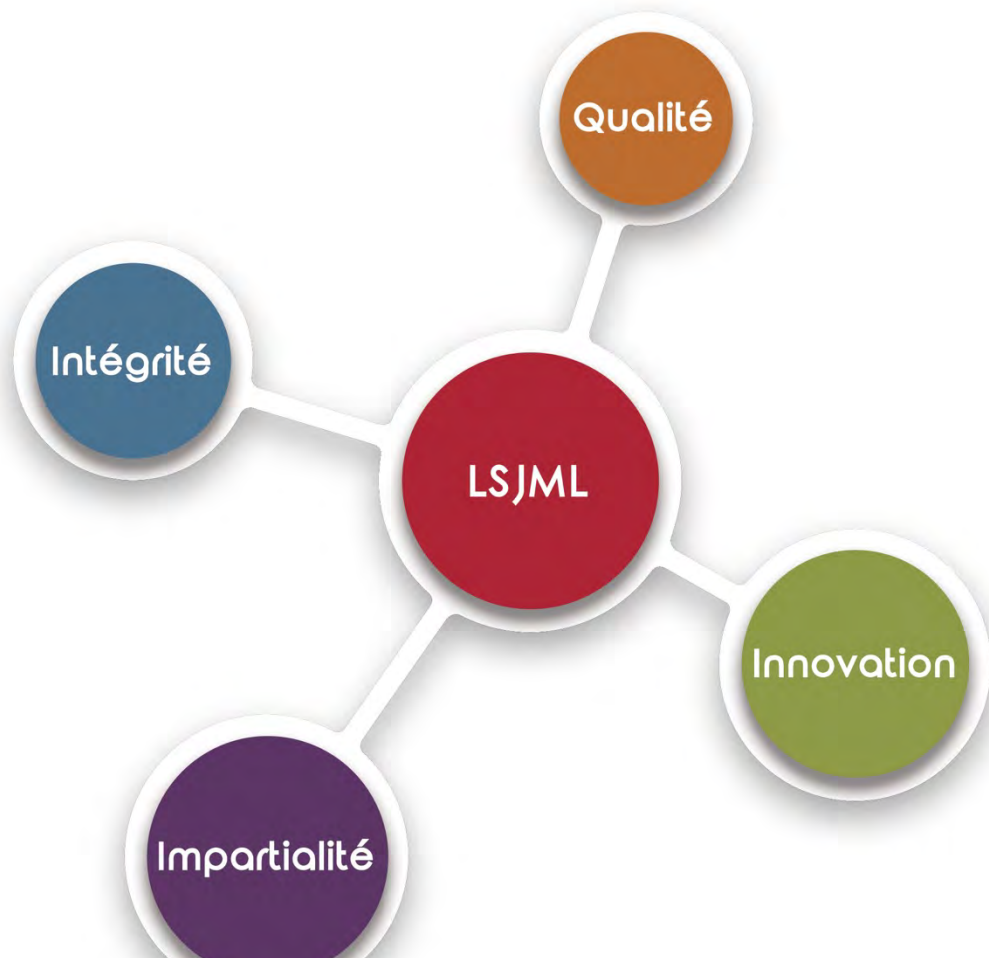 Qualité
Intégrité
LSJML
Innovation
Impartialité